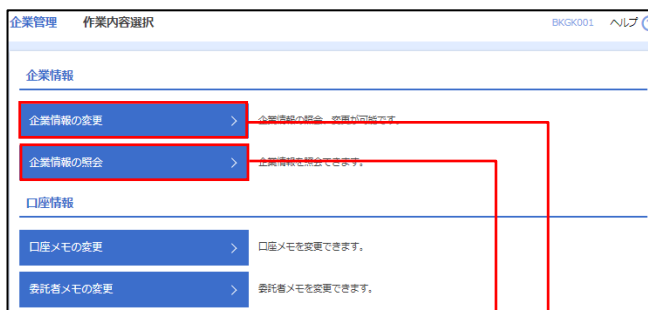 企業管理 作業内容選択 BKGK001 ヘルプ
企業情報
企業情報の変更 企業情報の照会、変更が可能です。
企業情報の照会 企業情報を照会できます。
口座情報
口座メモの変更 口座メモを変更できます。
委託者メモの変更 委託者メモを変更できます。